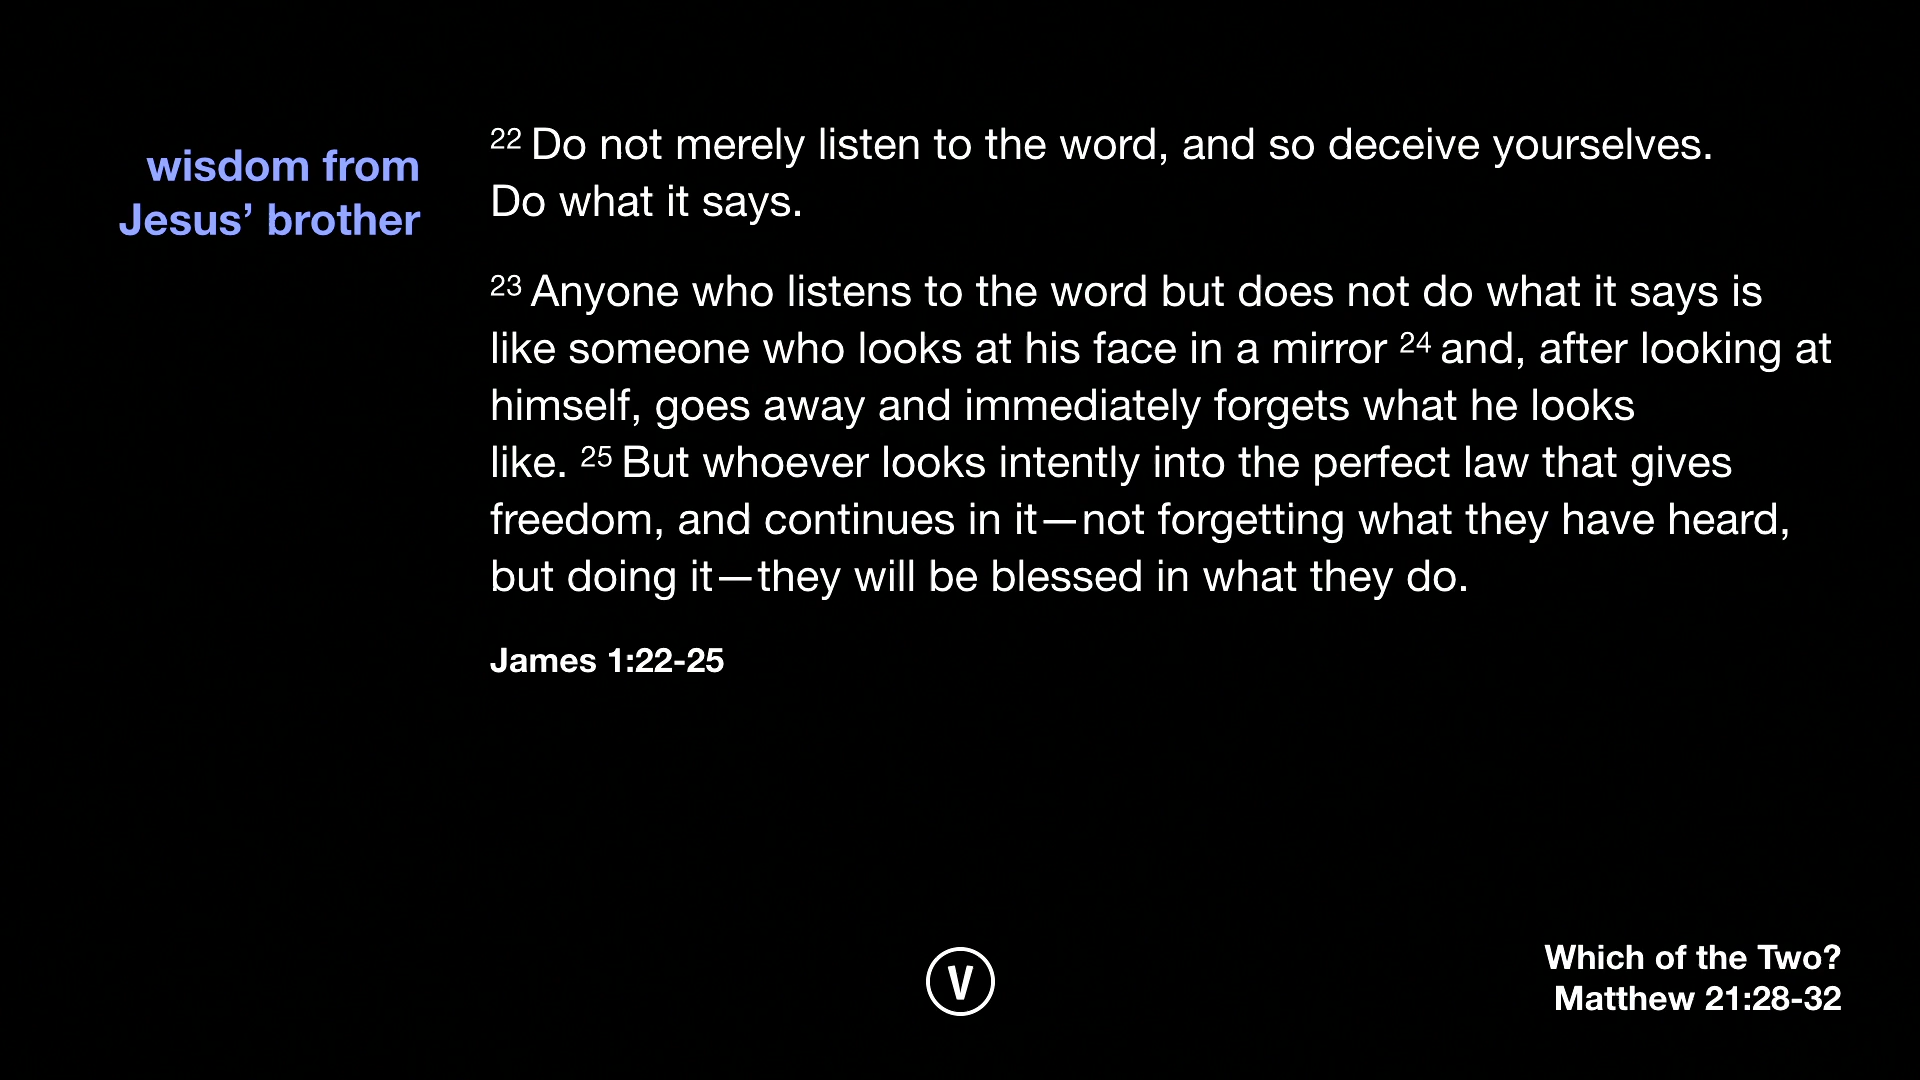 wisdom from
Jesus’ brother
22 Do not merely listen to the word, and so deceive yourselves.
Do what it says.
23 Anyone who listens to the word but does not do what it says is
like someone who looks at his face in a mirror 24 and, after looking at
himself, goes away and immediately forgets what he looks
like. 25 But whoever looks intently into the perfect law that gives
freedom, and continues in it—not forgetting what they have heard,
but doing it—they will be blessed in what they do.
James 1:22-25
V
Which of the Two?
Matthew 21:28-32